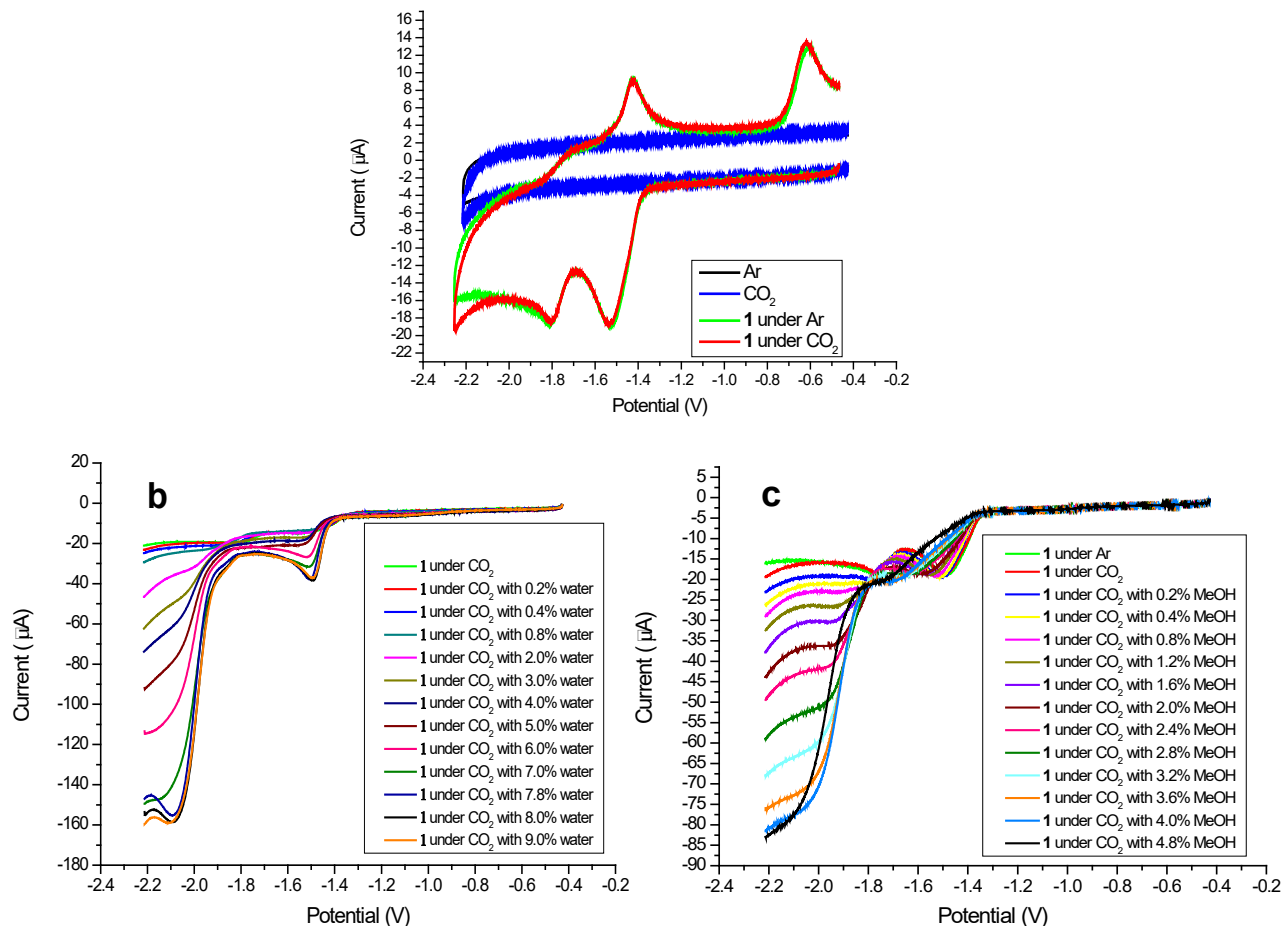 16
14
12
10
8
6
4
2
0
-2
-4
-6
-8
-10
-12
-14
-16
-18
-20
-22
Current ( µA)
Ar
CO₂
1 under Ar
1 under CO₂
-2.4 -2.2 -2.0 -1.8 -1.6 -1.4 -1.2 -1.0 -0.8 -0.6 -0.4 -0.2
Potential (V)
b
20
0
-20
-40
-60
-80
-100
-120
-140
-160
-180
Current ( µA)
1 under CO₂
1 under CO₂ with 0.2% water
1 under CO₂ with 0.4% water
1 under CO₂ with 0.8% water
1 under CO₂ with 2.0% water
1 under CO₂ with 3.0% water
1 under CO₂ with 4.0% water
1 under CO₂ with 5.0% water
1 under CO₂ with 6.0% water
1 under CO₂ with 7.0% water
1 under CO₂ with 7.8% water
1 under CO₂ with 8.0% water
1 under CO₂ with 9.0% water
-2.4 -2.2 -2.0 -1.8 -1.6 -1.4 -1.2 -1.0 -0.8 -0.6 -0.4 -0.2
Potential (V)
c
5
0
-5
-10
-15
-20
-25
-30
-35
-40
-45
-50
-55
-60
-65
-70
-75
-80
-85
-90
Current ( µA)
1 under Ar
1 under CO₂
1 under CO₂ with 0.2% MeOH
1 under CO₂ with 0.4% MeOH
1 under CO₂ with 0.8% MeOH
1 under CO₂ with 1.2% MeOH
1 under CO₂ with 1.6% MeOH
1 under CO₂ with 2.0% MeOH
1 under CO₂ with 2.4% MeOH
1 under CO₂ with 2.8% MeOH
1 under CO₂ with 3.2% MeOH
1 under CO₂ with 3.6% MeOH
1 under CO₂ with 4.0% MeOH
1 under CO₂ with 4.8% MeOH
-2.4 -2.2 -2.0 -1.8 -1.6 -1.4 -1.2 -1.0 -0.8 -0.6 -0.4 -0.2
Potential (V)